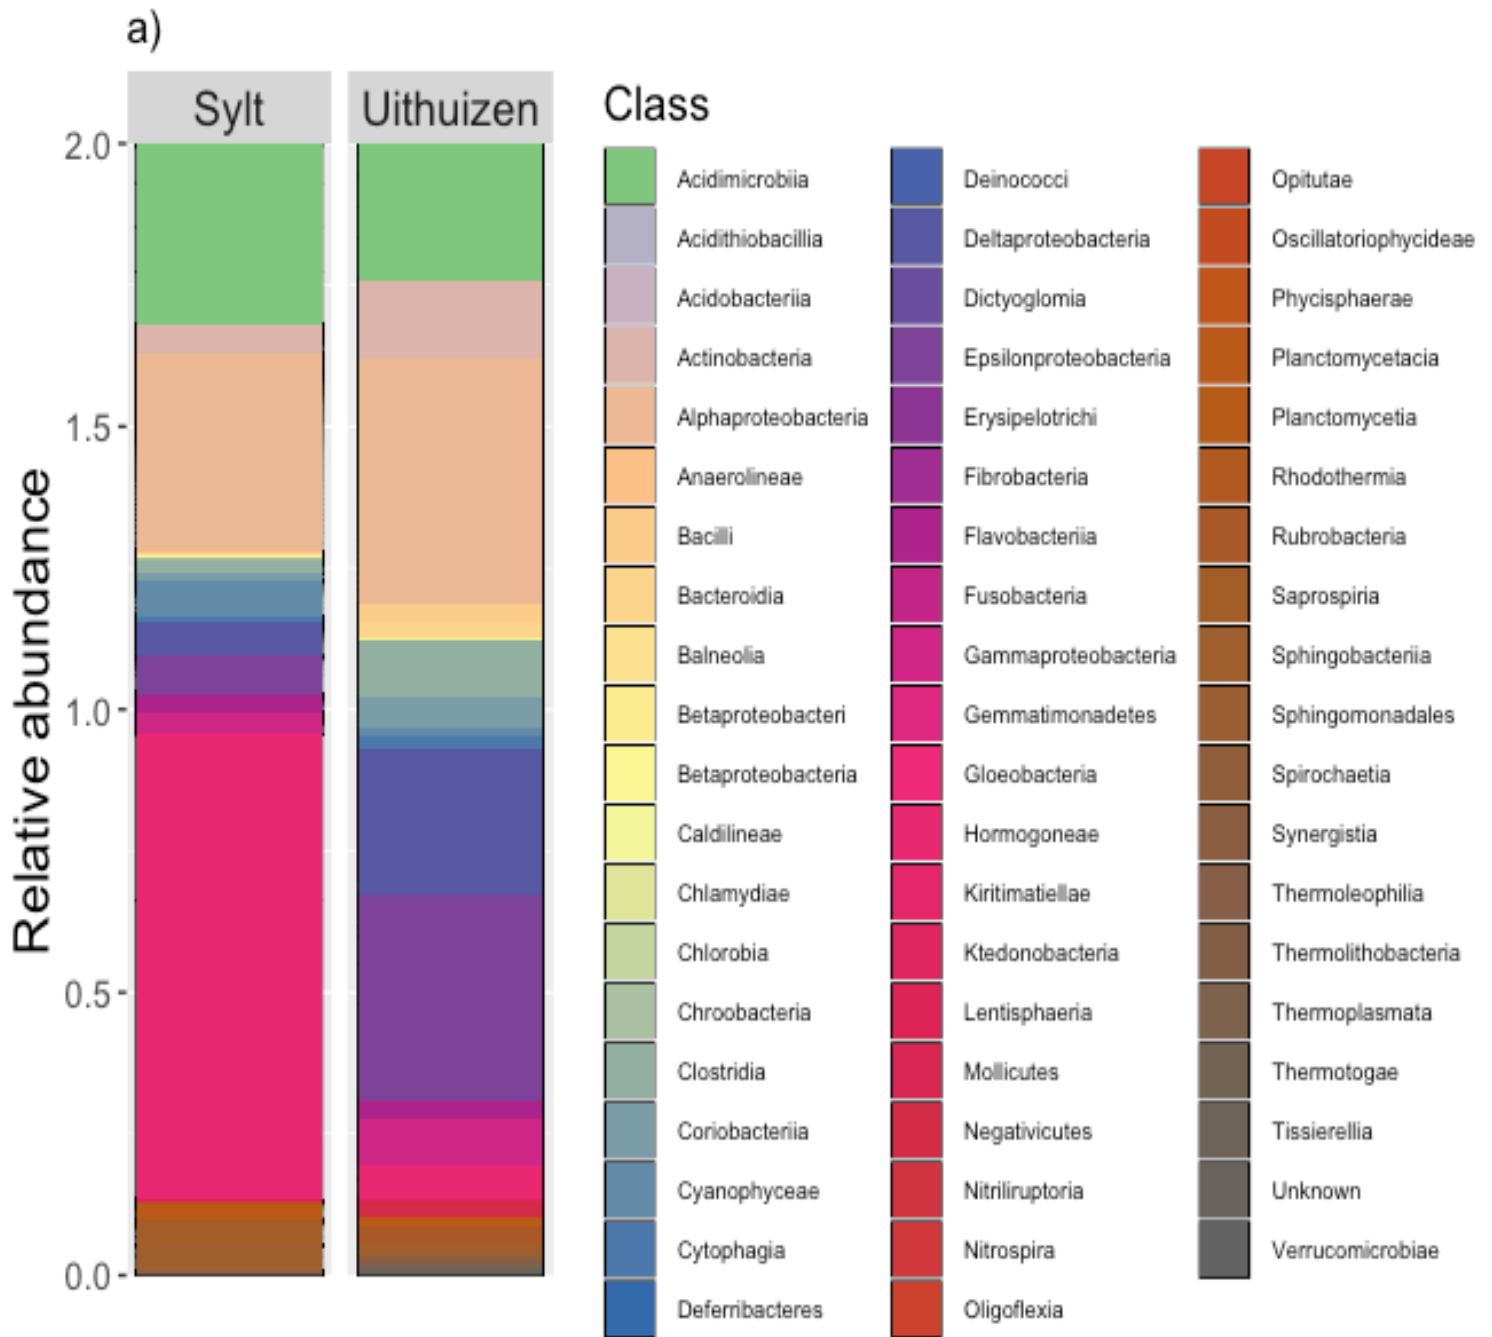 a)
Sylt
Uithuizen
Relative abundance
2.0
1.5
1.0
0.5
0.0
Class
Acidimicrobiia
Acidithiobacillia
Acidobacteriia
Actinobacteria
Alphaproteobacteria
Anaerolineae
Bacilli
Bacteroidia
Balneolia
Betaproteobacteri
Betaproteobacteria
Caldilineae
Chlamydiae
Chlorobia
Chroobacteria
Clostridia
Coriobacteriia
Cyanophyceae
Cytophagia
Deferribacteres
Deinococci
Deltaproteobacteria
Dictyoglomia
Epsilonproteobacteria
Erysipelotrichi
Fibrobacteria
Flavobacteriia
Fusobacteria
Gammaproteobacteria
Gemmatimonadetes
Gloeobacteria
Hormogoneae
Kiritimatiellae
Ktedonobacteria
Lentisphaeria
Mollicutes
Negativicutes
Nitriliruptoria
Nitrospira
Oligoflexia
Opitutae
Oscillatoriophycideae
Phycisphaerae
Planctomycetacia
Planctomycetia
Rhodothermia
Rubrobacteria
Saprospiria
Sphingobacteriia
Sphingomonadales
Spirochaetia
Synergistia
Thermoleophilia
Thermolithobacteria
Thermoplasmata
Thermotogae
Tissierellia
Unknown
Verrucomicrobiae